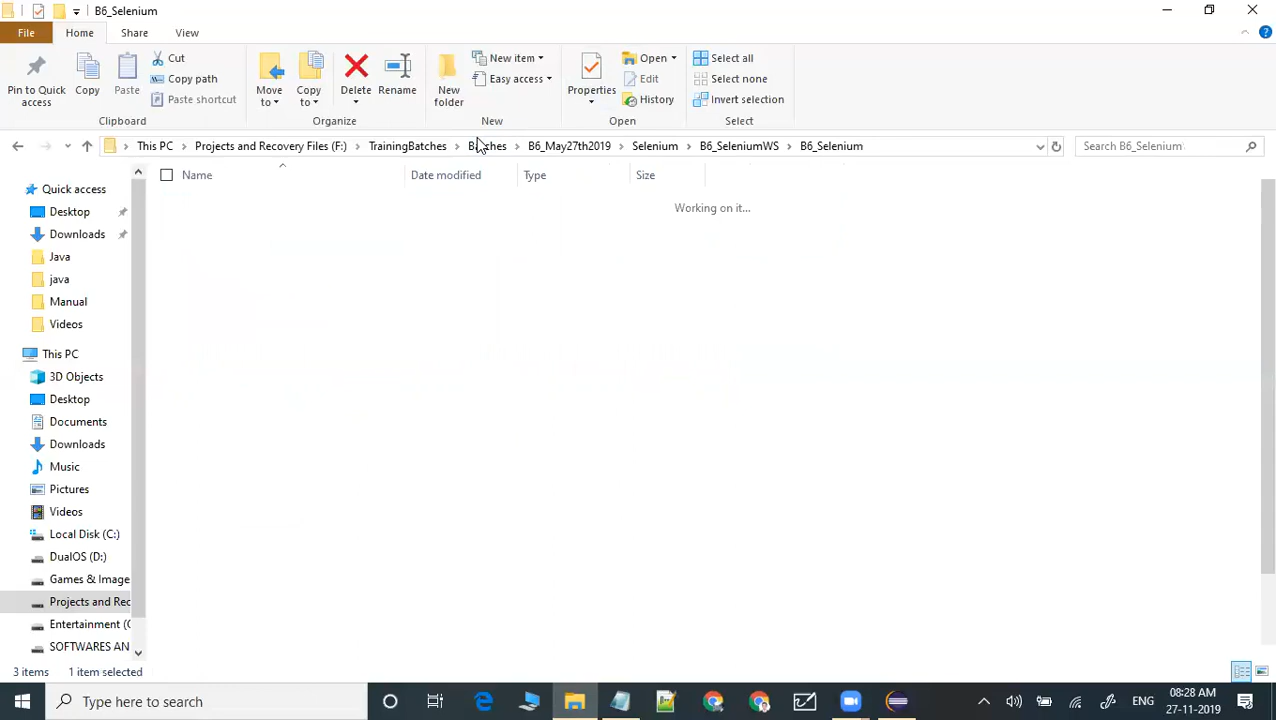 B6_Selenium
File Home Share View
Pin to Quick access
Copy
Paste
Cut
Copy path
Paste shortcut
Clipboard
Move to
Copy to
Delete
Rename
Organize
New folder
New item
Easy access
New
Properties
Open
Edit
History
Open
Select all
Select none
Invert selection
Select
This PC > Projects and Recovery Files (F:) > TrainingBatches > Batches > B6_May27th2019 > Selenium > B6_SeleniumWS > B6_Selenium
Search B6_Selenium
Name Date modified Type Size
Working on it...
Quick access
Desktop
Downloads
Java
java
Manual
Videos
This PC
3D Objects
Desktop
Documents
Downloads
Music
Pictures
Videos
Local Disk (C:)
DualOS (D:)
Games & Image
Projects and Rec
Entertainment (
SOFTWARES AN
3 items 1 item selected
Type here to search
ENG
08:28 AM
27-11-2019